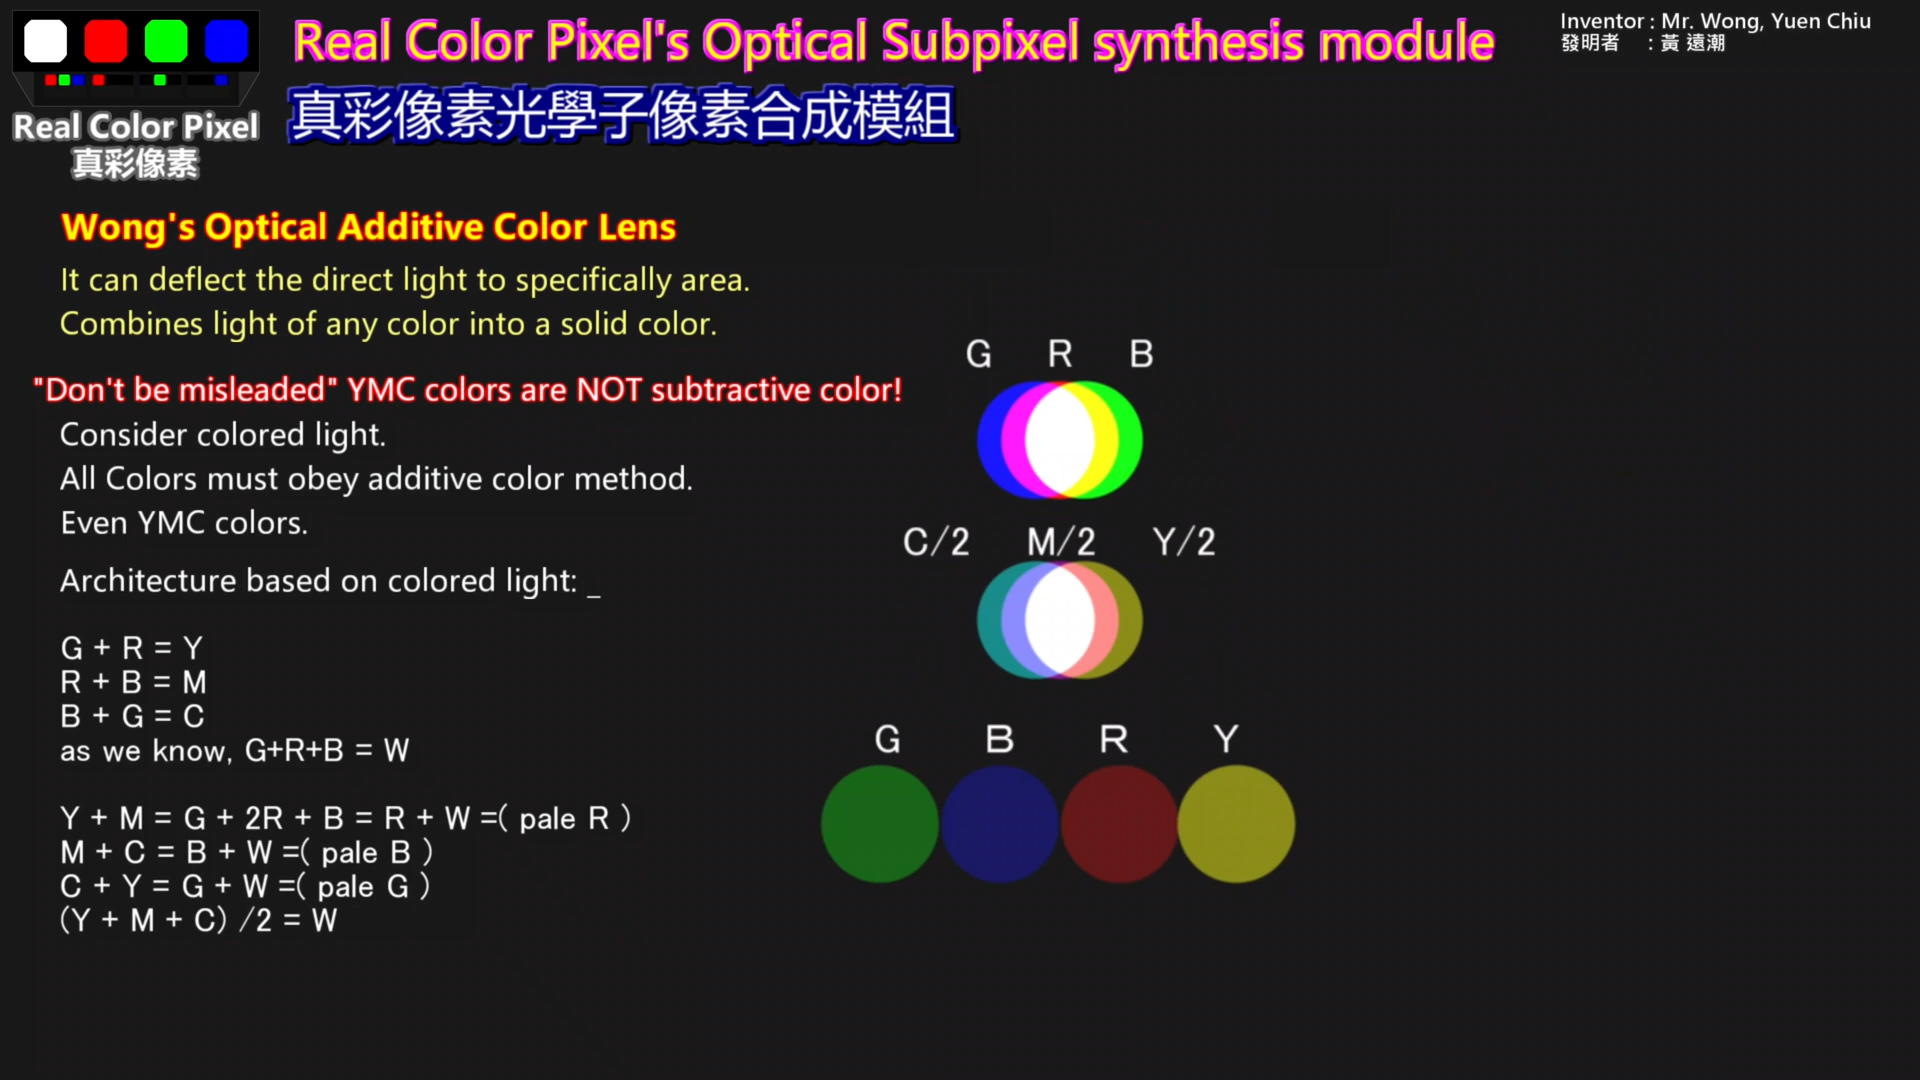 Real Color Pixel's Optical Subpixel synthesis module
真彩像素光學子像素合成模組
Inventor : Mr. Wong, Yuen Chiu
發明者 : 黃 遠潮
Real Color Pixel
真彩像素
Wong's Optical Additive Color Lens
It can deflect the direct light to specifically area.
Combines light of any color into a solid color.
"Don't be misleaded" YMC colors are NOT subtractive color!
Consider colored light.
All Colors must obey additive color method.
Even YMC colors.
Architecture based on colored light: _
G + R = Y
R + B = M
B + G = C
as we know, G+R+B = W
Y + M = G + 2R + B = R + W =( pale R )
M + C = B + W =( pale B )
C + Y = G + W =( pale G )
(Y + M + C) /2 = W
G R B
C/2 M/2 Y/2
G B R Y